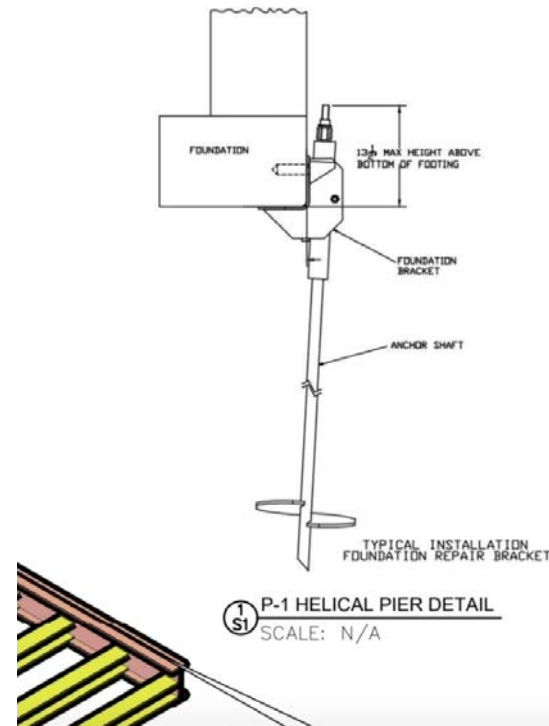 FOUNDATION
MAX HEIGHT ABOVE
BOTTOM OF FOOTING
FOUNDATION
BRACKET
ANCHOR SHAFT
TYPICAL INSTALLATION
FOUNDATION REPAIR BRACKET
1
S1
P-1 HELICAL PIER DETAIL
SCALE: N/A